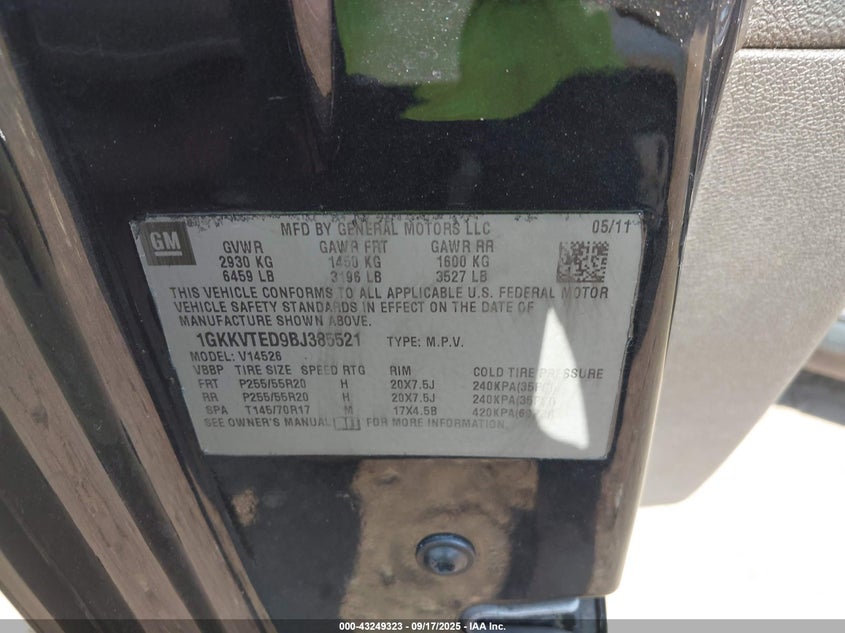 GM
MFD BY GENERAL MOTORS LLC 05/11
GVWR GAWR FRT GAWR RR
2930 KG 1450 KG 1600 KG
6459 LB 3196 LB 3527 LB
THIS VEHICLE CONFORMS TO ALL APPLICABLE U.S. FEDERAL MOTOR
VEHICLE SAFETY STANDARDS IN EFFECT ON THE DATE OF
MANUFACTURE SHOWN ABOVE.
1GKKVTED9BJ385521 TYPE: M.P.V.
MODEL: V14526
VBBP TIRE SIZE SPEED RTG RIM COLD TIRE PRESSURE
FRT P255/55R20 H 20X7.5J 240KPA(35PSI)
RR P255/55R20 H 20X7.5J 240KPA(35PSI)
SPA T145/70R17 M 17X4.5B
SEE OWNER'S MANUAL FOR MORE INFORMATION.
000-43249323 - 09/17/2025 - IAA Inc.